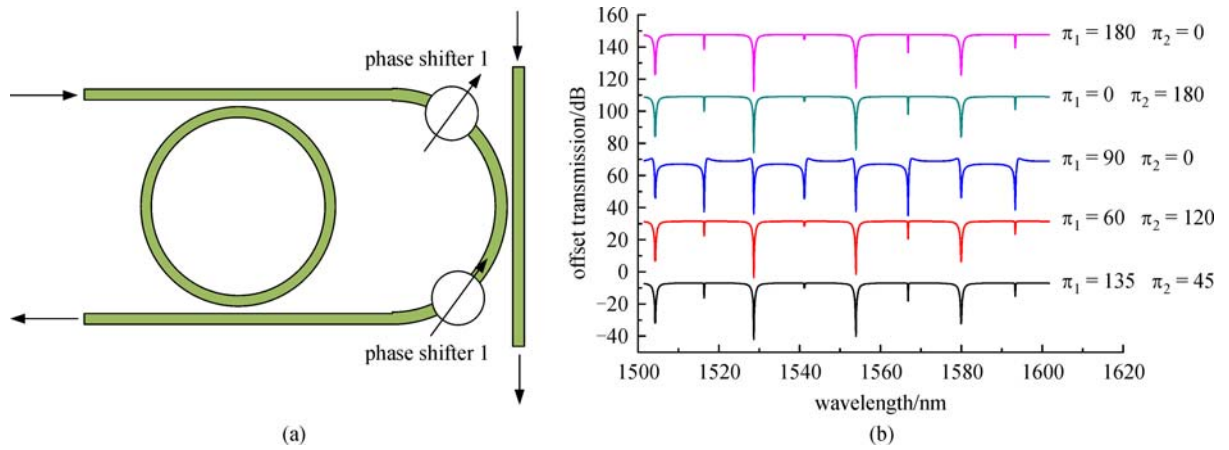 phase shifter 1
phase shifter 1
(a)
offset transmission/dB
160
140
120
100
80
60
40
20
0
−20
−40
1500 1520 1540 1560 1580 1600 1620
wavelength/nm
π₁ = 180 π₂ = 0
π₁ = 0 π₂ = 180
π₁ = 90 π₂ = 0
π₁ = 60 π₂ = 120
π₁ = 135 π₂ = 45
(b)